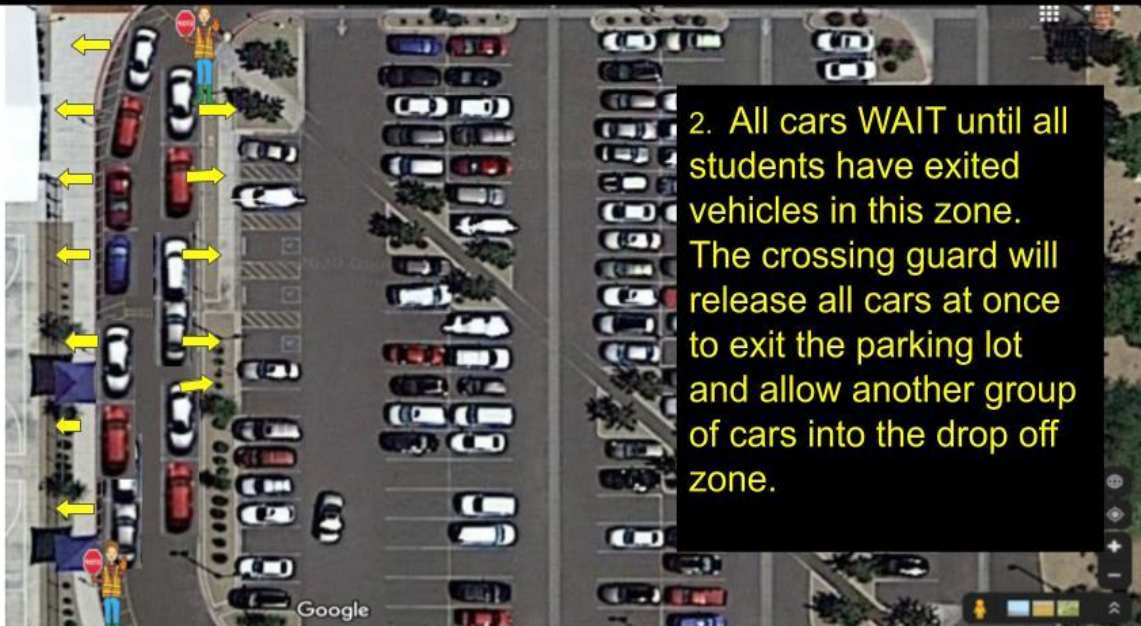 2. All cars WAIT until all
students have exited
vehicles in this zone.
The crossing guard will
release all cars at once
to exit the parking lot
and allow another group
of cars into the drop off
zone.
Google